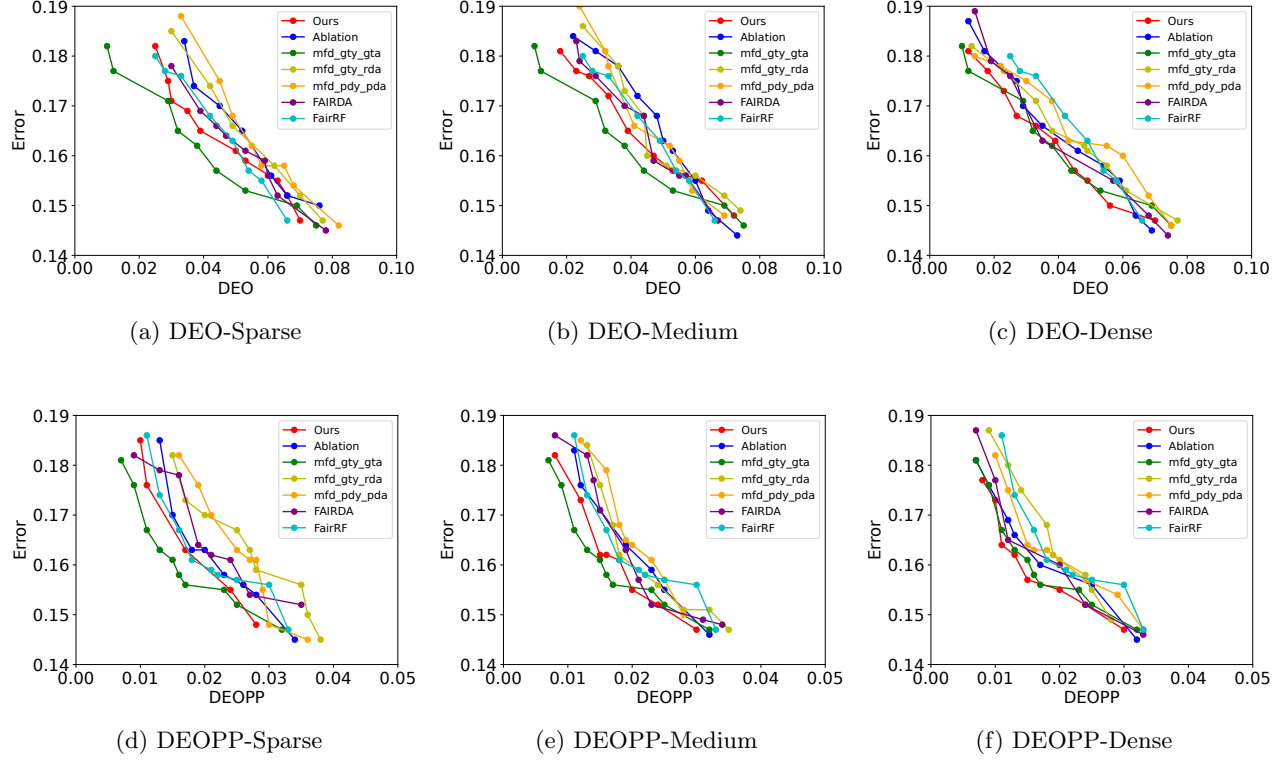 0.19
0.18
0.17
0.16
0.15
0.14
Error
0.00 0.02 0.04 0.06 0.08 0.10
DEO
Ours
Ablation
mfd_gty_gta
mfd_gty_rda
mfd_pdy_pda
FAIRDA
FairRF
(a) DEO-Sparse
0.19
0.18
0.17
0.16
0.15
0.14
Error
0.00 0.02 0.04 0.06 0.08 0.10
DEO
Ours
Ablation
mfd_gty_gta
mfd_gty_rda
mfd_pdy_pda
FAIRDA
FairRF
(b) DEO-Medium
0.19
0.18
0.17
0.16
0.15
0.14
Error
0.00 0.02 0.04 0.06 0.08 0.10
DEO
Ours
Ablation
mfd_gty_gta
mfd_gty_rda
mfd_pdy_pda
FAIRDA
FairRF
(c) DEO-Dense
0.19
0.18
0.17
0.16
0.15
0.14
Error
0.00 0.01 0.02 0.03 0.04 0.05
DEOPP
Ours
Ablation
mfd_gty_gta
mfd_gty_rda
mfd_pdy_pda
FAIRDA
FairRF
(d) DEOPP-Sparse
0.19
0.18
0.17
0.16
0.15
0.14
Error
0.00 0.01 0.02 0.03 0.04 0.05
DEOPP
Ours
Ablation
mfd_gty_gta
mfd_gty_rda
mfd_pdy_pda
FAIRDA
FairRF
(e) DEOPP-Medium
0.19
0.18
0.17
0.16
0.15
0.14
Error
0.00 0.01 0.02 0.03 0.04 0.05
DEOPP
Ours
Ablation
mfd_gty_gta
mfd_gty_rda
mfd_pdy_pda
FAIRDA
FairRF
(f) DEOPP-Dense